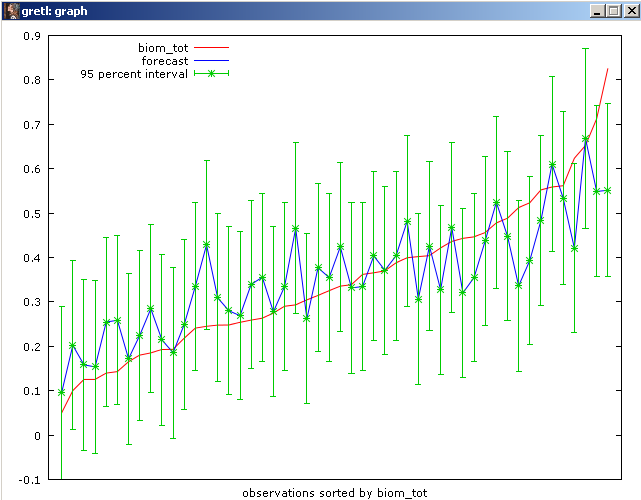 gretl: graph
0.9
0.8
0.7
0.6
0.5
0.4
0.3
0.2
0.1
0
-0.1
biom_tot
forecast
95 percent interval
observations sorted by biom_tot